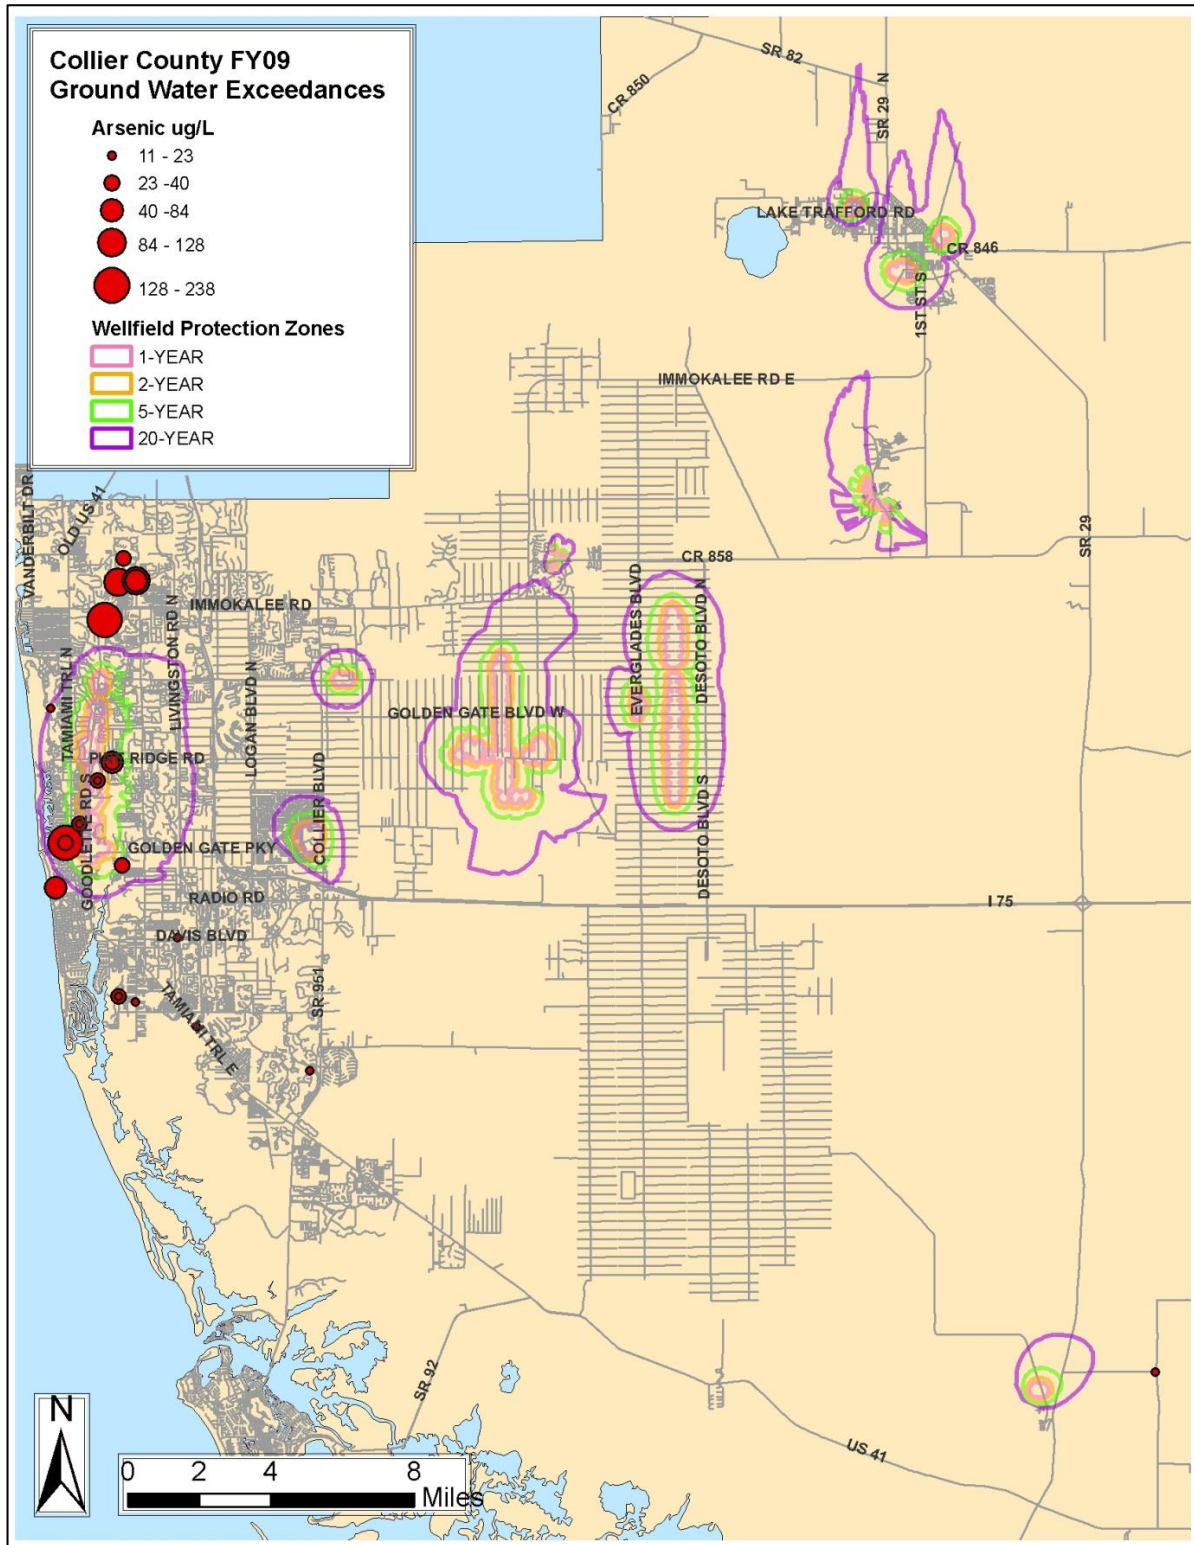 Collier County FY09
Ground Water Exceedances
Arsenic ug/L
11 - 23
23 -40
40 -84
84 - 128
128 - 238
Wellfield Protection Zones
1-YEAR
2-YEAR
5-YEAR
20-YEAR
SR 82
CR 850
SR 29 N
LAKE TRAFFORD RD
CR 846
1ST ST S
IMMOKALEE RD E
VANDERBILT DR
OLD US 41
SR 29
CR 858
IMMOKALEE RD
LIVINGSTON RD N
EVERGLADES BLVD
DESOTO BLVD N
TAMIAMI TRL N
LOGAN BLVD N
GOLDEN GATE BLVD W
PINE RIDGE RD
GOODLETTE RD S
COLLIER BLVD
DESOTO BLVD S
GOLDEN GATE PKY
RADIO RD
I 75
DAVIS BLVD
SR 951
TAMIAMI TRL E
SR 92
US 41
N
0 2 4 8
Miles